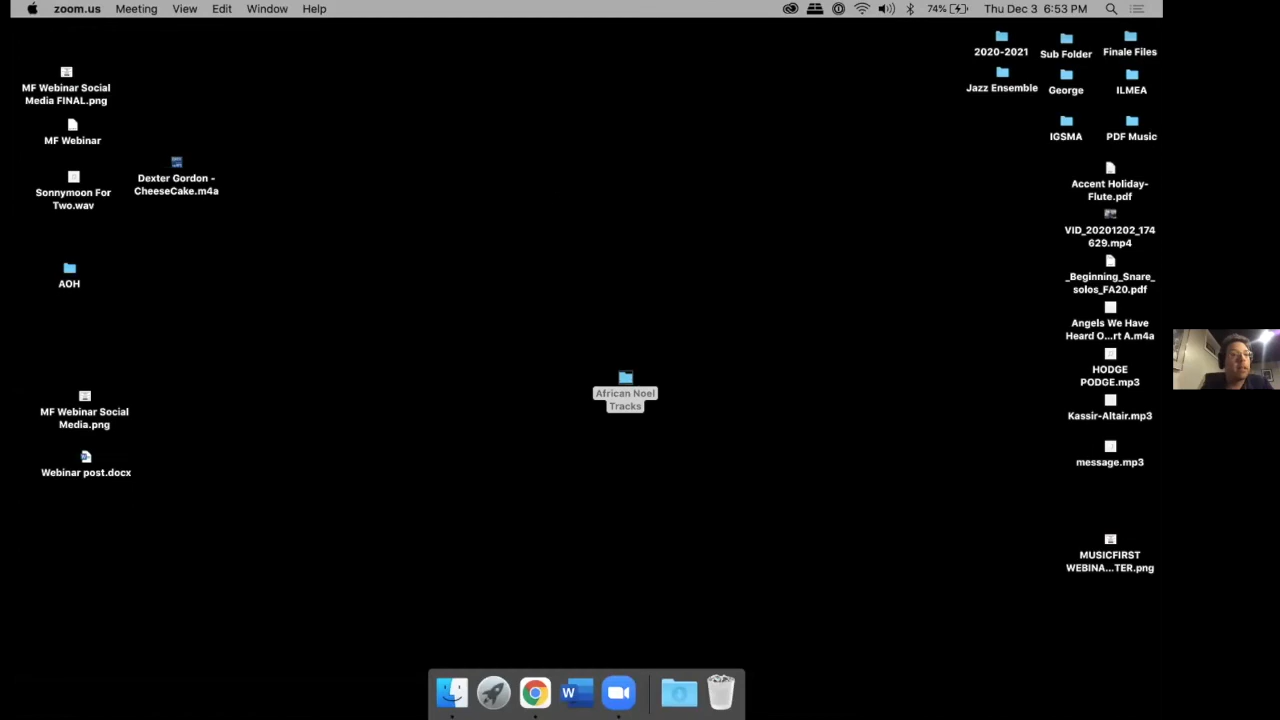 zoom.us Meeting View Edit Window Help 74% Thu Dec 3 6:53 PM
MF Webinar Social
Media FINAL.png
MF Webinar
Sonnymoon For
Two.wav
Dexter Gordon -
CheeseCake.m4a
AOH
MF Webinar Social
Media.png
Webinar post.docx
African Noel
Tracks
2020-2021
Sub Folder
Finale Files
Jazz Ensemble
George
ILMEA
IGSMA
PDF Music
Accent Holiday-
Flute.pdf
VID_20201202_174
629.mp4
_Beginning_Snare_
solos_FA20.pdf
Angels We Have
Heard O...rt A.m4a
HODGE
PODGE.mp3
Kassir-Altair.mp3
message.mp3
MUSICFIRST
WEBINA...TER.png
W